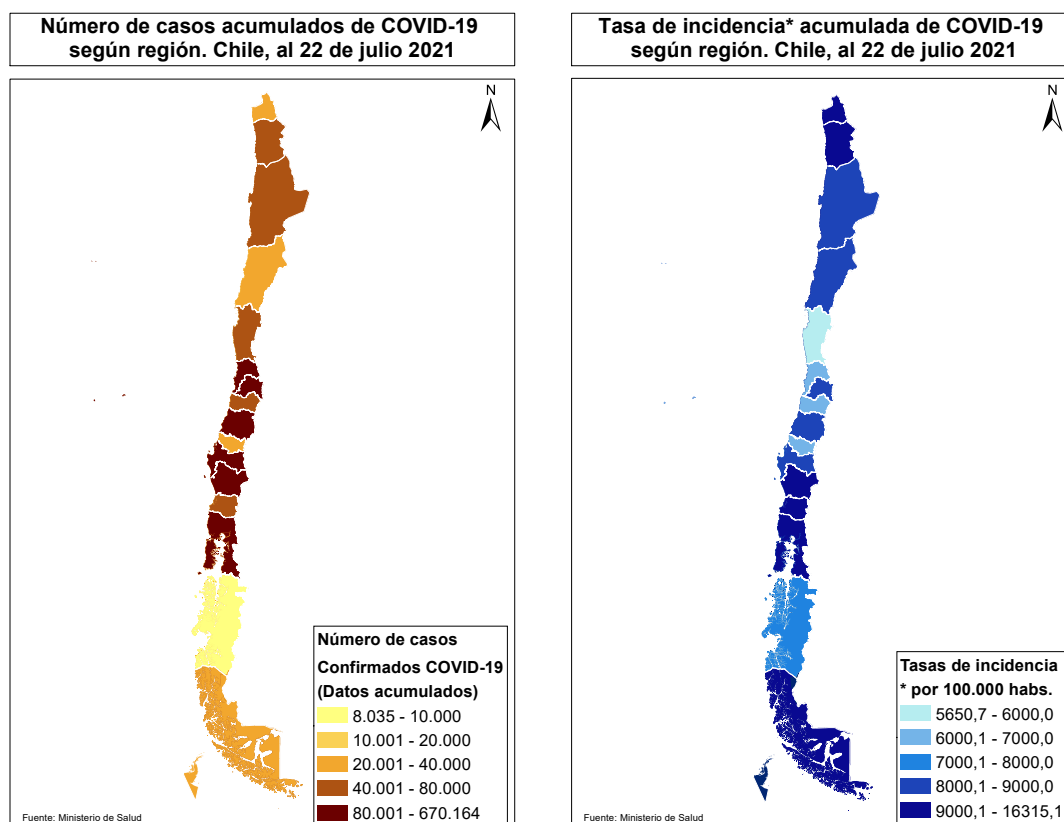 Número de casos acumulados de COVID-19
según región. Chile, al 22 de julio 2021
N
Número de casos
Confirmados COVID-19
(Datos acumulados)
8.035 - 10.000
10.001 - 20.000
20.001 - 40.000
40.001 - 80.000
80.001 - 670.164
Fuente: Ministerio de Salud
Tasa de incidencia* acumulada de COVID-19
según región. Chile, al 22 de julio 2021
N
Tasas de incidencia
* por 100.000 habs.
5650,7 - 6000,0
6000,1 - 7000,0
7000,1 - 8000,0
8000,1 - 9000,0
9000,1 - 16315,1
Fuente: Ministerio de Salud